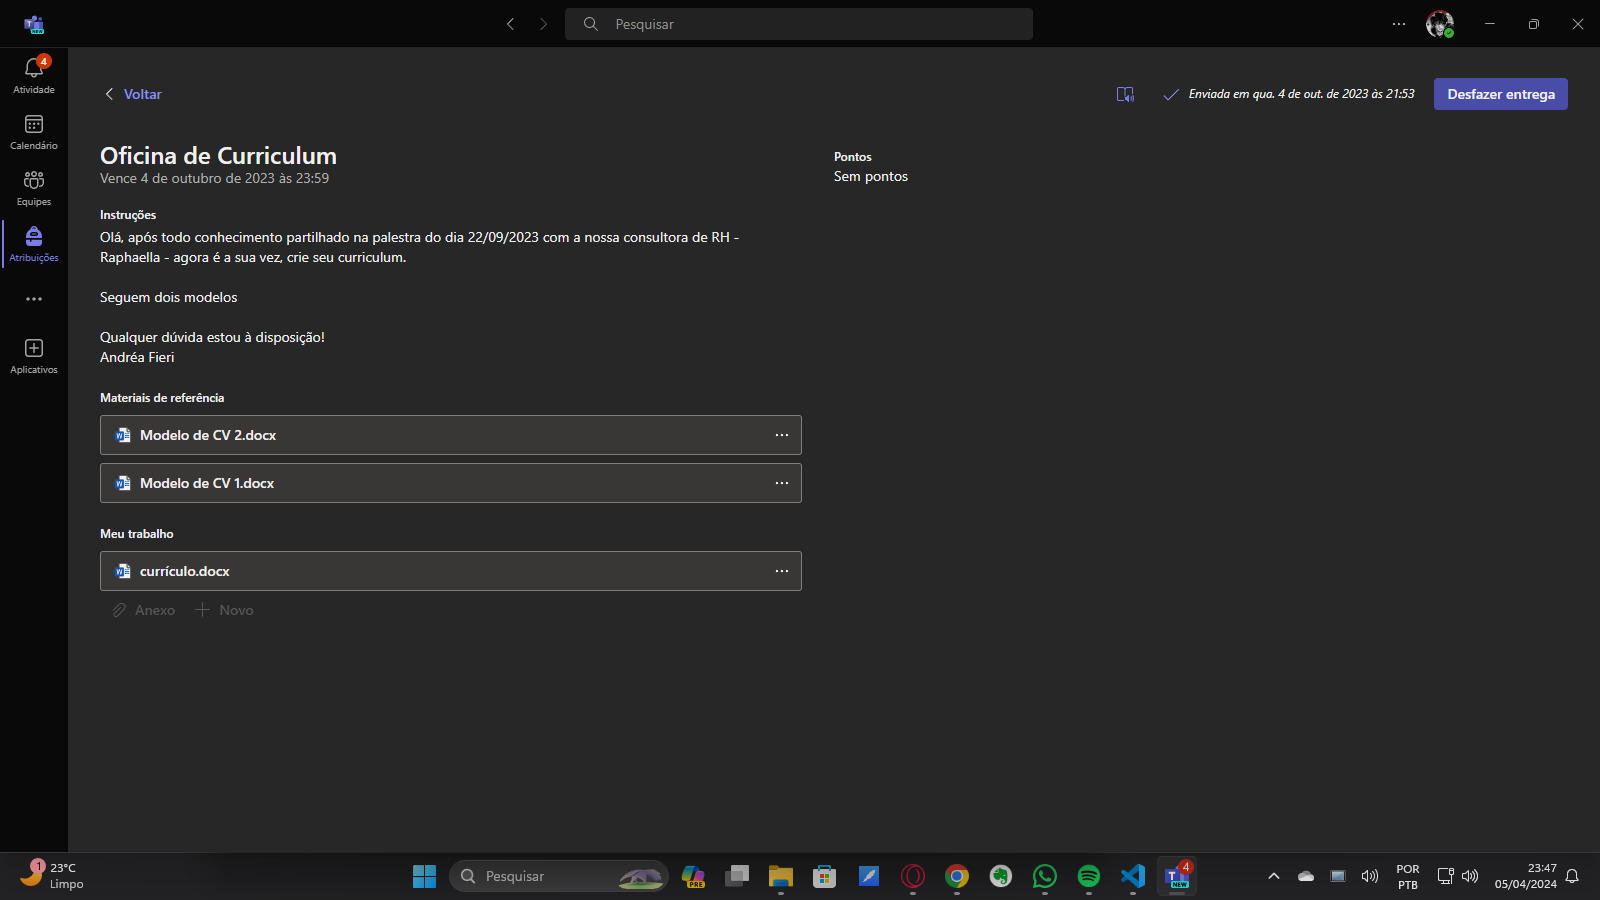 Pesquisar
4
Atividade
Calendário
Equipes
Atribuições
Aplicativos
Voltar
Enviada em qua. 4 de out. de 2023 às 21:53
Desfazer entrega
Oficina de Curriculum
Vence 4 de outubro de 2023 às 23:59
Pontos
Sem pontos
Instruções
Olá, após todo conhecimento partilhado na palestra do dia 22/09/2023 com a nossa consultora de RH -
Raphaella - agora é a sua vez, crie seu curriculum.
Seguem dois modelos
Qualquer dúvida estou à disposição!
Andréa Fieri
Materiais de referência
Modelo de CV 2.docx
Modelo de CV 1.docx
Meu trabalho
currículo.docx
Anexo
Novo
1
23°C
Limpo
Pesquisar
PRE
4
NEW
POR
PTB
23:47
05/04/2024